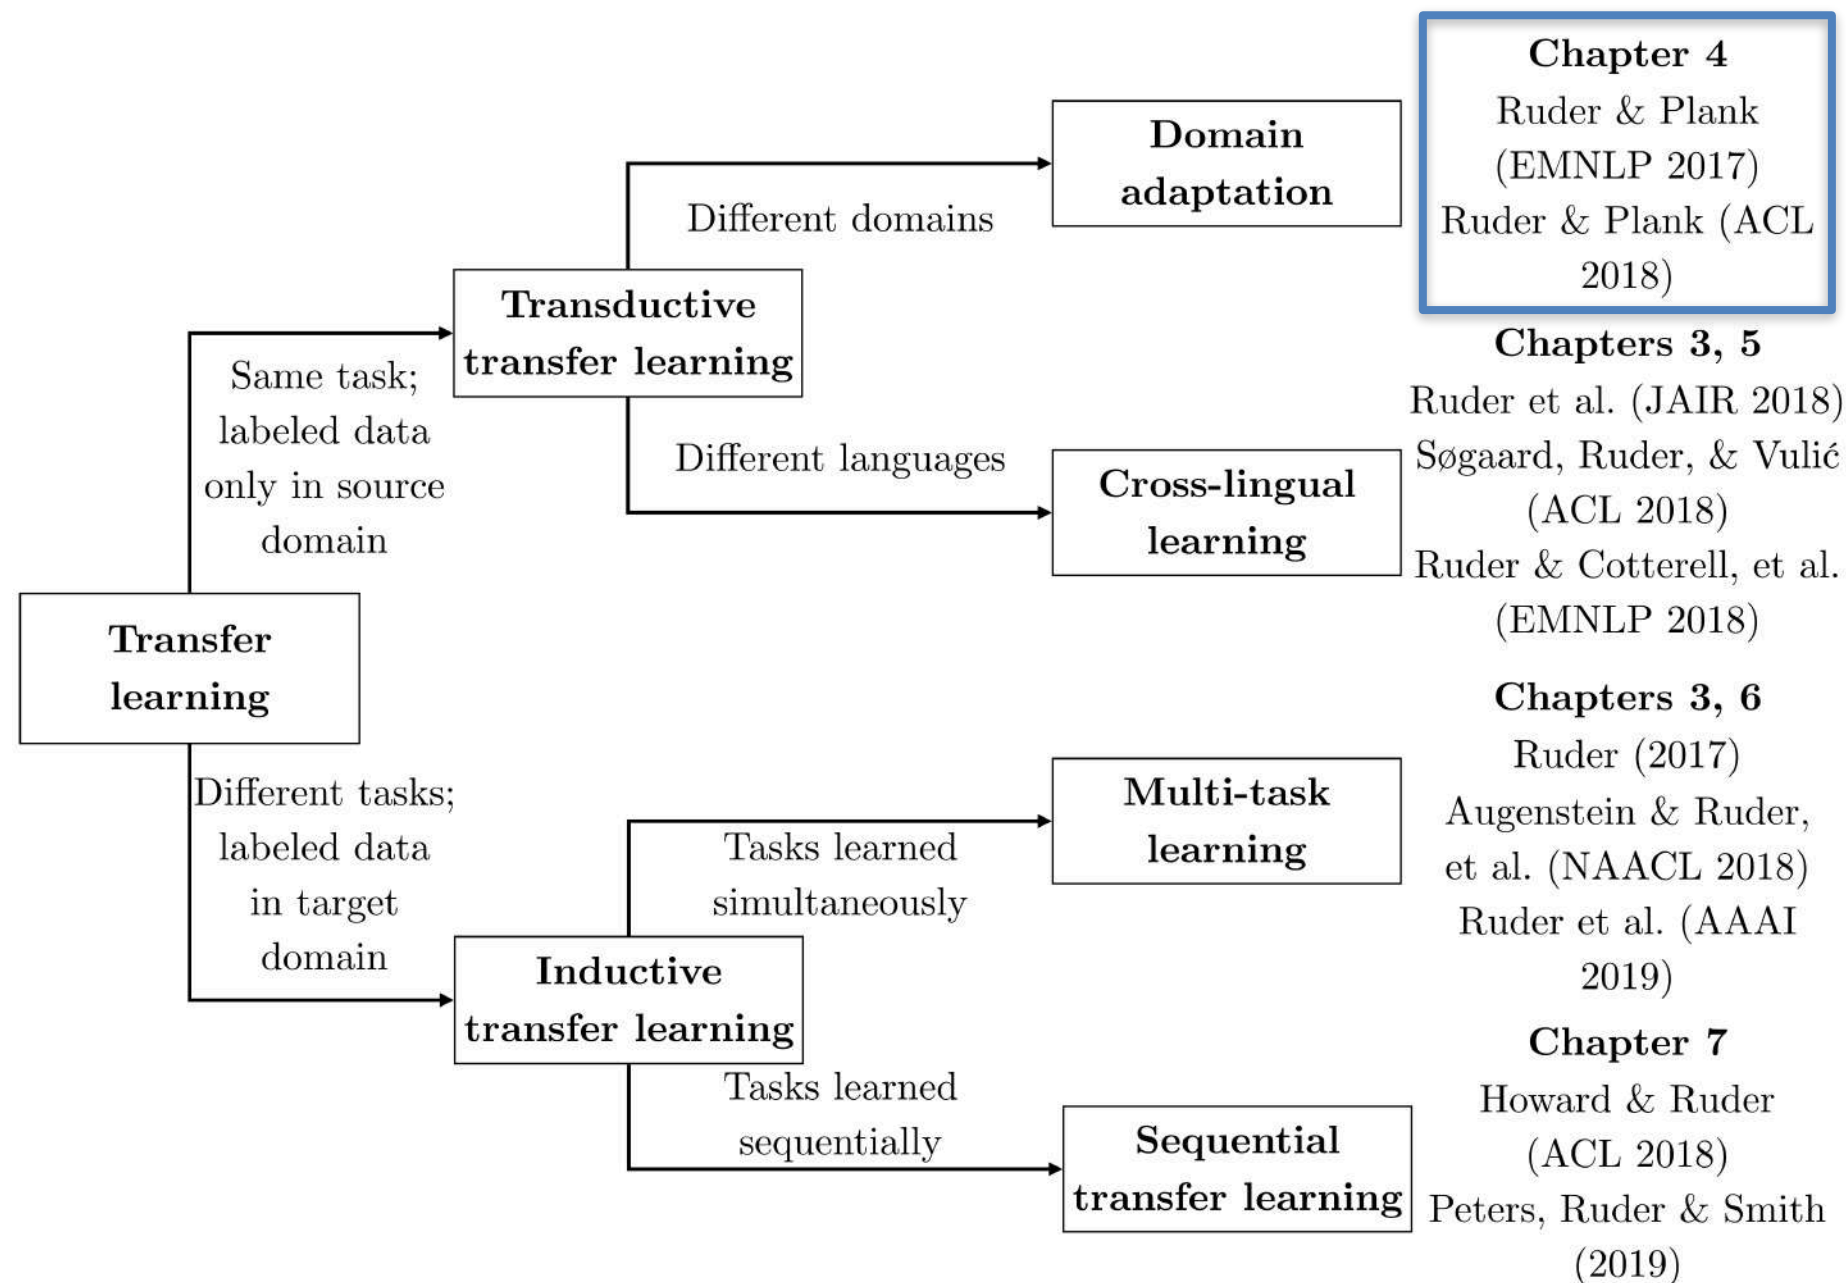 Chapter 4
Ruder & Plank
(EMNLP 2017)
Ruder & Plank (ACL
2018)
Domain
adaptation
Different domains
Transductive
transfer learning
Same task;
labeled data
only in source
domain
Different languages
Cross-lingual
learning
Chapters 3, 5
Ruder et al. (JAIR 2018)
Søgaard, Ruder, & Vulić
(ACL 2018)
Ruder & Cotterell, et al.
(EMNLP 2018)
Transfer
learning
Different tasks;
labeled data
in target
domain
Chapters 3, 6
Ruder (2017)
Augenstein & Ruder,
et al. (NAACL 2018)
Ruder et al. (AAAI
2019)
Multi-task
learning
Tasks learned
simultaneously
Inductive
transfer learning
Tasks learned
sequentially
Sequential
transfer learning
Chapter 7
Howard & Ruder
(ACL 2018)
Peters, Ruder & Smith
(2019)